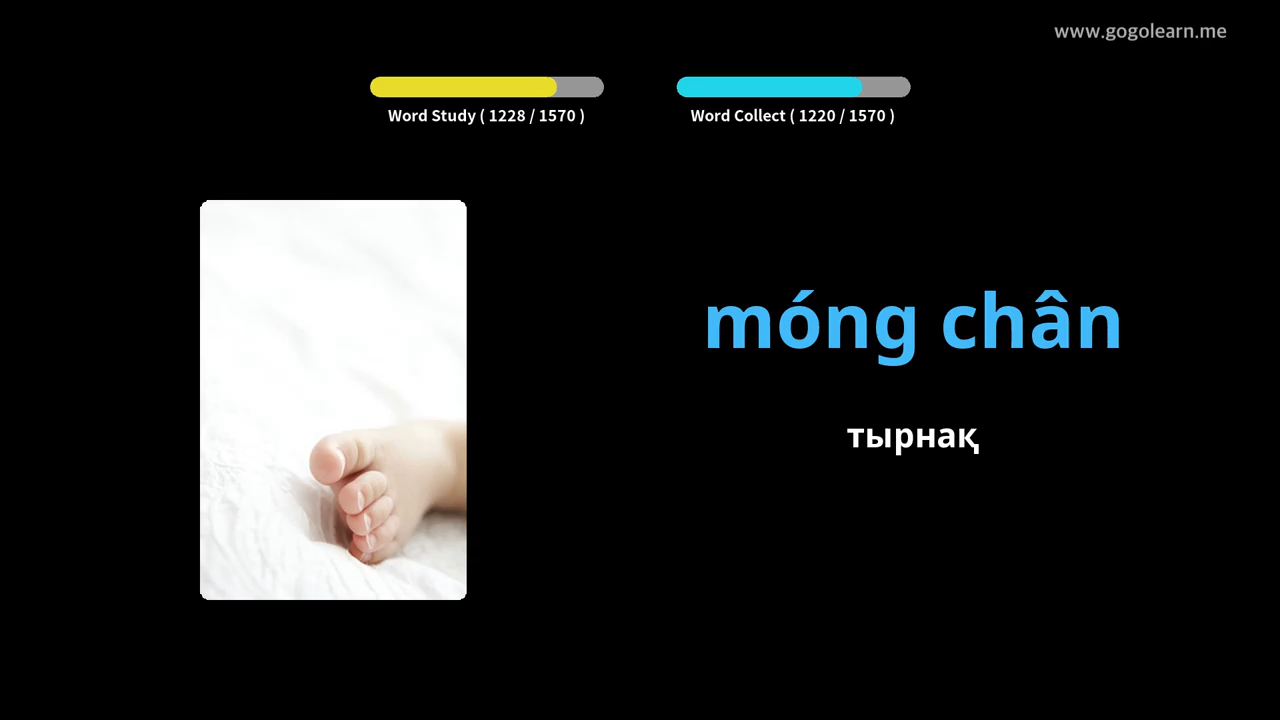 www.gogolearn.me
Word Study ( 1228 / 1570 )
Word Collect ( 1220 / 1570 )
móng chân
тырнақ